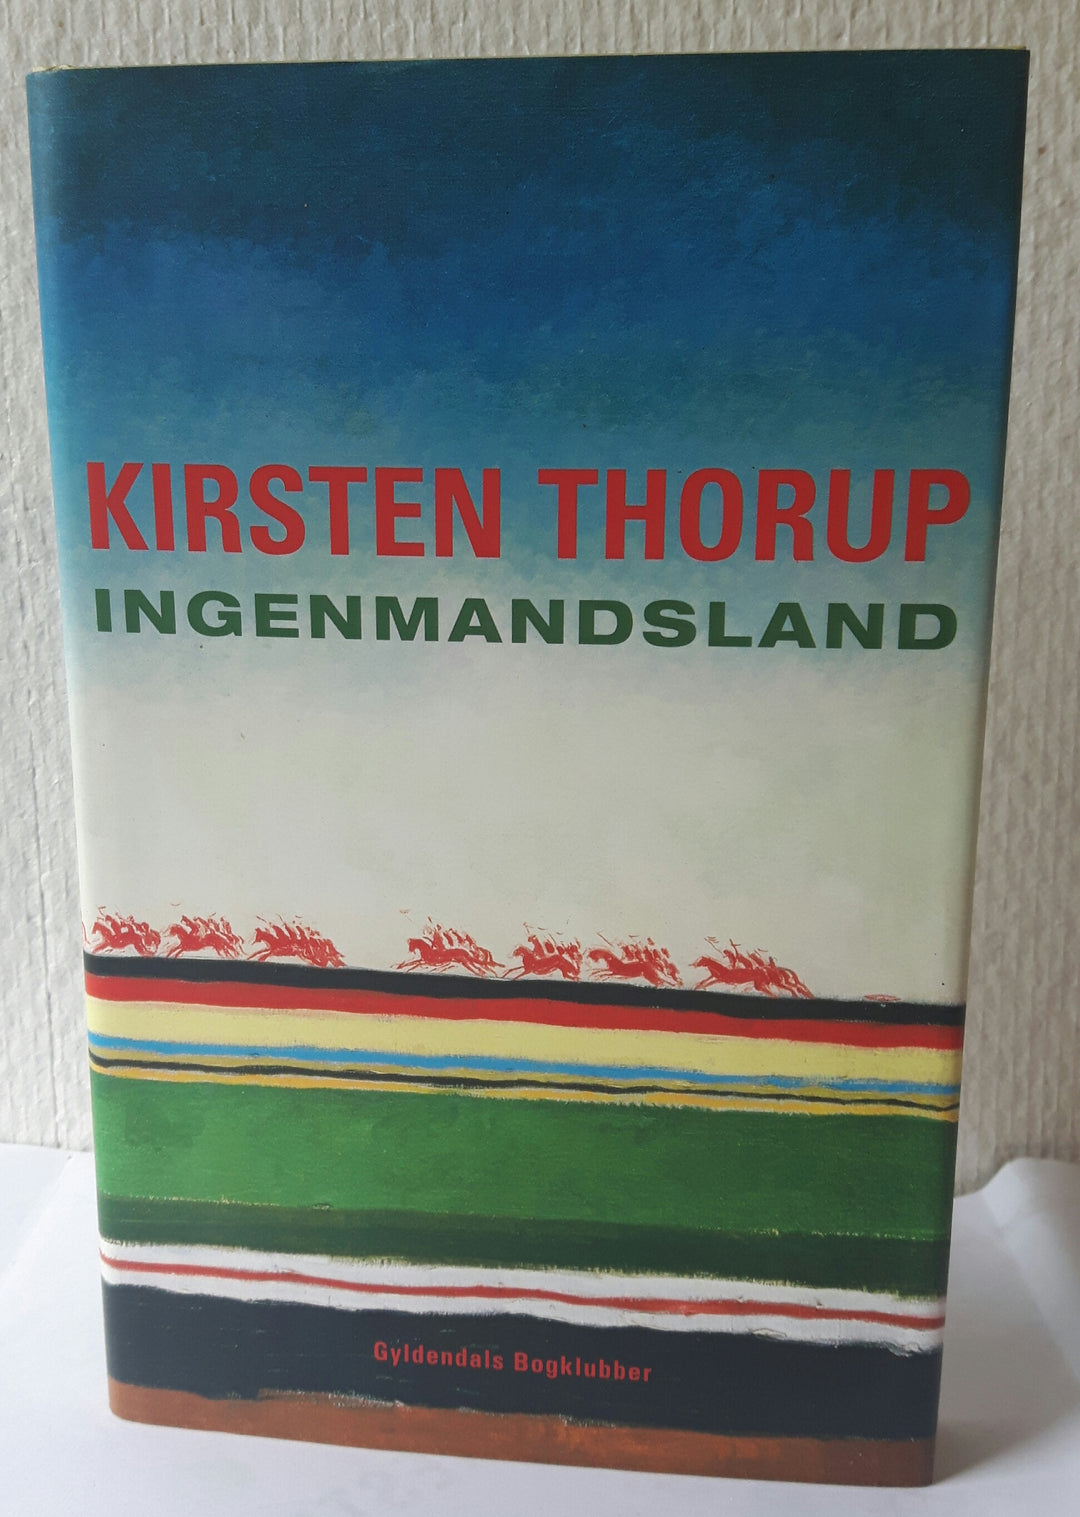 KIRSTEN THORUP
INGENMANDSLAND
Gyldendals Bogklubber